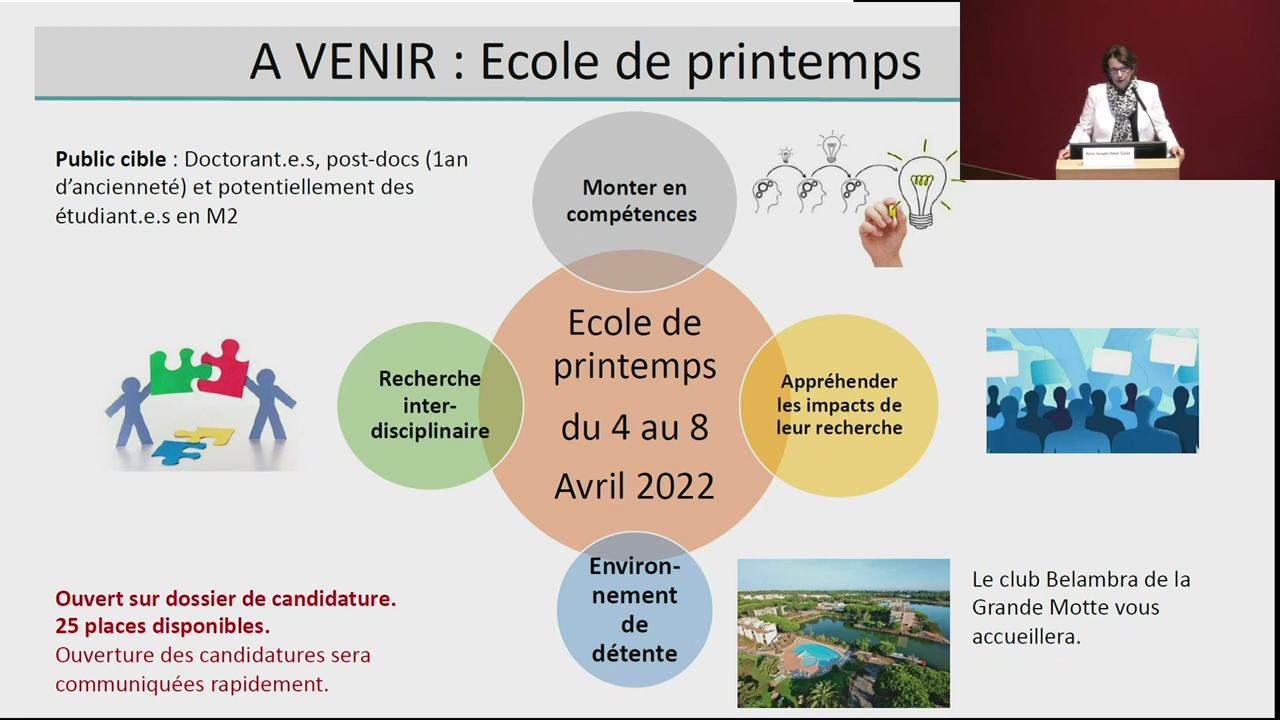 A VENIR : Ecole de printemps
Public cible : Doctorant.e.s, post-docs (1an
d’ancienneté) et potentiellement des
étudiant.e.s en M2
Monter en
compétences
Ecole de
printemps
du 4 au 8
Avril 2022
Recherche
inter-
disciplinaire
Appréhender
les impacts de
leur recherche
Environ-
nement
de
détente
Ouvert sur dossier de candidature.
25 places disponibles.
Ouverture des candidatures sera
communiquées rapidement.
Le club Belambra de la
Grande Motte vous
accueillera.